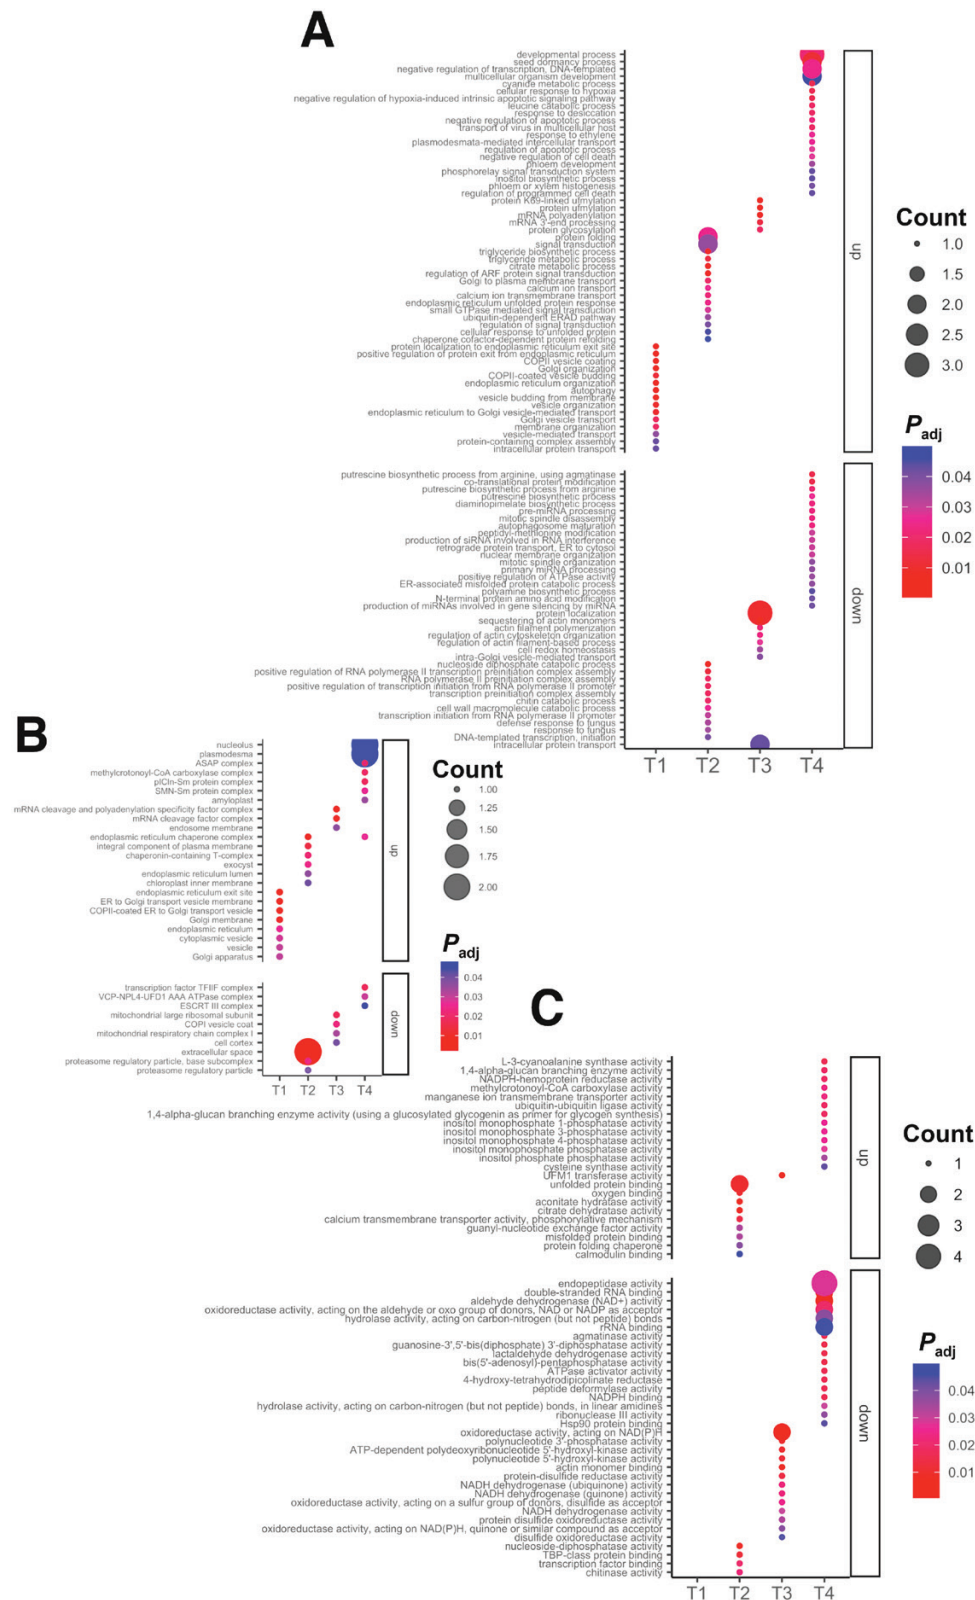 A
developmental process
seed dormancy process
negative regulation of transcription, DNA-templated
multicellular organism development
cyanide metabolic process
cellular response to hypoxia
negative regulation of hypoxia-induced intrinsic apoptotic signaling pathway
leucine catabolic process
response to desiccation
negative regulation of apoptotic process
transport of virus in multicellular host
response to ethylene
plasmodesmata-mediated intercellular transport
regulation of apoptotic process
negative regulation of cell death
phloem development
phosphorelay signal transduction system
inositol biosynthetic process
phloem or xylem histogenesis
regulation of programmed cell death
protein K69-linked ufmylation
protein ufmylation
mRNA polyadenylation
mRNA 3'-end processing
protein glycosylation
protein folding
signal transduction
triglyceride biosynthetic process
triglyceride metabolic process
citrate metabolic process
regulation of ARF protein signal transduction
Golgi to plasma membrane transport
calcium ion transport
calcium ion transmembrane transport
endoplasmic reticulum unfolded protein response
small GTPase mediated signal transduction
ubiquitin-dependent ERAD pathway
regulation of signal transduction
cellular response to unfolded protein
chaperone cofactor-dependent protein refolding
protein localization to endoplasmic reticulum exit site
positive regulation of protein exit from endoplasmic reticulum
COPII vesicle coating
Golgi organization
COPII-coated vesicle budding
endoplasmic reticulum organization
autophagy
vesicle budding from membrane
vesicle organization
endoplasmic reticulum to Golgi vesicle-mediated transport
Golgi vesicle transport
membrane organization
vesicle-mediated transport
protein-containing complex assembly
intracellular protein transport
up
putrescine biosynthetic process from arginine, using agmatinase
co-translational protein modification
putrescine biosynthetic process from arginine
putrescine biosynthetic process
diaminopimelate biosynthetic process
pre-miRNA processing
mitotic spindle disassembly
autophagosome maturation
peptidyl-methionine modification
production of siRNA involved in RNA interference
retrograde protein transport, ER to cytosol
nuclear membrane organization
mitotic spindle organization
primary miRNA processing
positive regulation of ATPase activity
ER-associated misfolded protein catabolic process
polyamine biosynthetic process
N-terminal protein amino acid modification
production of miRNAs involved in gene silencing by miRNA
protein localization
sequestering of actin monomers
actin filament polymerization
regulation of actin cytoskeleton organization
regulation of actin filament-based process
cell redox homeostasis
intra-Golgi vesicle-mediated transport
nucleoside diphosphate catabolic process
positive regulation of RNA polymerase II transcription preinitiation complex assembly
RNA polymerase II preinitiation complex assembly
positive regulation of transcription initiation from RNA polymerase II promoter
transcription preinitiation complex assembly
chitin catabolic process
cell wall macromolecule catabolic process
transcription initiation from RNA polymerase II promoter
defense response to fungus
response to fungus
DNA-templated transcription, initiation
intracellular protein transport
down
T1 T2 T3 T4
Count
1.0
1.5
2.0
2.5
3.0
Padj
0.04
0.03
0.02
0.01
B
nucleolus
plasmodesma
ASAP complex
methylcrotonoyl-CoA carboxylase complex
pICln-Sm protein complex
SMN-Sm protein complex
amyloplast
mRNA cleavage and polyadenylation specificity factor complex
mRNA cleavage factor complex
endosome membrane
endoplasmic reticulum chaperone complex
integral component of plasma membrane
chaperonin-containing T-complex
exocyst
endoplasmic reticulum lumen
chloroplast inner membrane
endoplasmic reticulum exit site
ER to Golgi transport vesicle membrane
COPII-coated ER to Golgi transport vesicle
Golgi membrane
endoplasmic reticulum
cytoplasmic vesicle
vesicle
Golgi apparatus
up
transcription factor TFIIF complex
VCP-NPL4-UFD1 AAA ATPase complex
ESCRT III complex
mitochondrial large ribosomal subunit
COPI vesicle coat
mitochondrial respiratory chain complex I
cell cortex
extracellular space
proteasome regulatory particle, base subcomplex
proteasome regulatory particle
down
T1 T2 T3 T4
Count
1.00
1.25
1.50
1.75
2.00
Padj
0.04
0.03
0.02
0.01
C
L-3-cyanoalanine synthase activity
1,4-alpha-glucan branching enzyme activity
NADPH-hemoprotein reductase activity
methylcrotonoyl-CoA carboxylase activity
manganese ion transmembrane transporter activity
ubiquitin-ubiquitin ligase activity
1,4-alpha-glucan branching enzyme activity (using a glucosylated glycogenin as primer for glycogen synthesis)
inositol monophosphate 1-phosphatase activity
inositol monophosphate 3-phosphatase activity
inositol monophosphate 4-phosphatase activity
inositol monophosphate phosphatase activity
inositol phosphate phosphatase activity
cysteine synthase activity
UFM1 transferase activity
unfolded protein binding
oxygen binding
aconitate hydratase activity
citrate dehydratase activity
calcium transmembrane transporter activity, phosphorylative mechanism
guanyl-nucleotide exchange factor activity
misfolded protein binding
protein folding chaperone
calmodulin binding
up
endopeptidase activity
double-stranded RNA binding
aldehyde dehydrogenase (NAD+) activity
oxidoreductase activity, acting on the aldehyde or oxo group of donors, NAD or NADP as acceptor
hydrolase activity, acting on carbon-nitrogen (but not peptide) bonds
rRNA binding
agmatinase activity
guanosine-3',5'-bis(diphosphate) 3'-diphosphatase activity
lactaldehyde dehydrogenase activity
bis(5'-adenosyl)-pentaphosphatase activity
ATPase activator activity
4-hydroxy-tetrahydrodipicolinate reductase
peptide deformylase activity
NADPH binding
hydrolase activity, acting on carbon-nitrogen (but not peptide) bonds, in linear amidines
ribonuclease III activity
Hsp90 protein binding
oxidoreductase activity, acting on NAD(P)H
polynucleotide 3'-phosphatase activity
ATP-dependent polydeoxyribonucleotide 5'-hydroxyl-kinase activity
polynucleotide 5'-hydroxyl-kinase activity
actin monomer binding
protein-disulfide reductase activity
NADH dehydrogenase (ubiquinone) activity
NADH dehydrogenase (quinone) activity
oxidoreductase activity, acting on a sulfur group of donors, disulfide as acceptor
NADH dehydrogenase activity
protein disulfide oxidoreductase activity
oxidoreductase activity, acting on NAD(P)H, quinone or similar compound as acceptor
disulfide oxidoreductase activity
nucleoside-diphosphatase activity
TBP-class protein binding
transcription factor binding
chitinase activity
down
T1 T2 T3 T4
Count
1
2
3
4
Padj
0.04
0.03
0.02
0.01